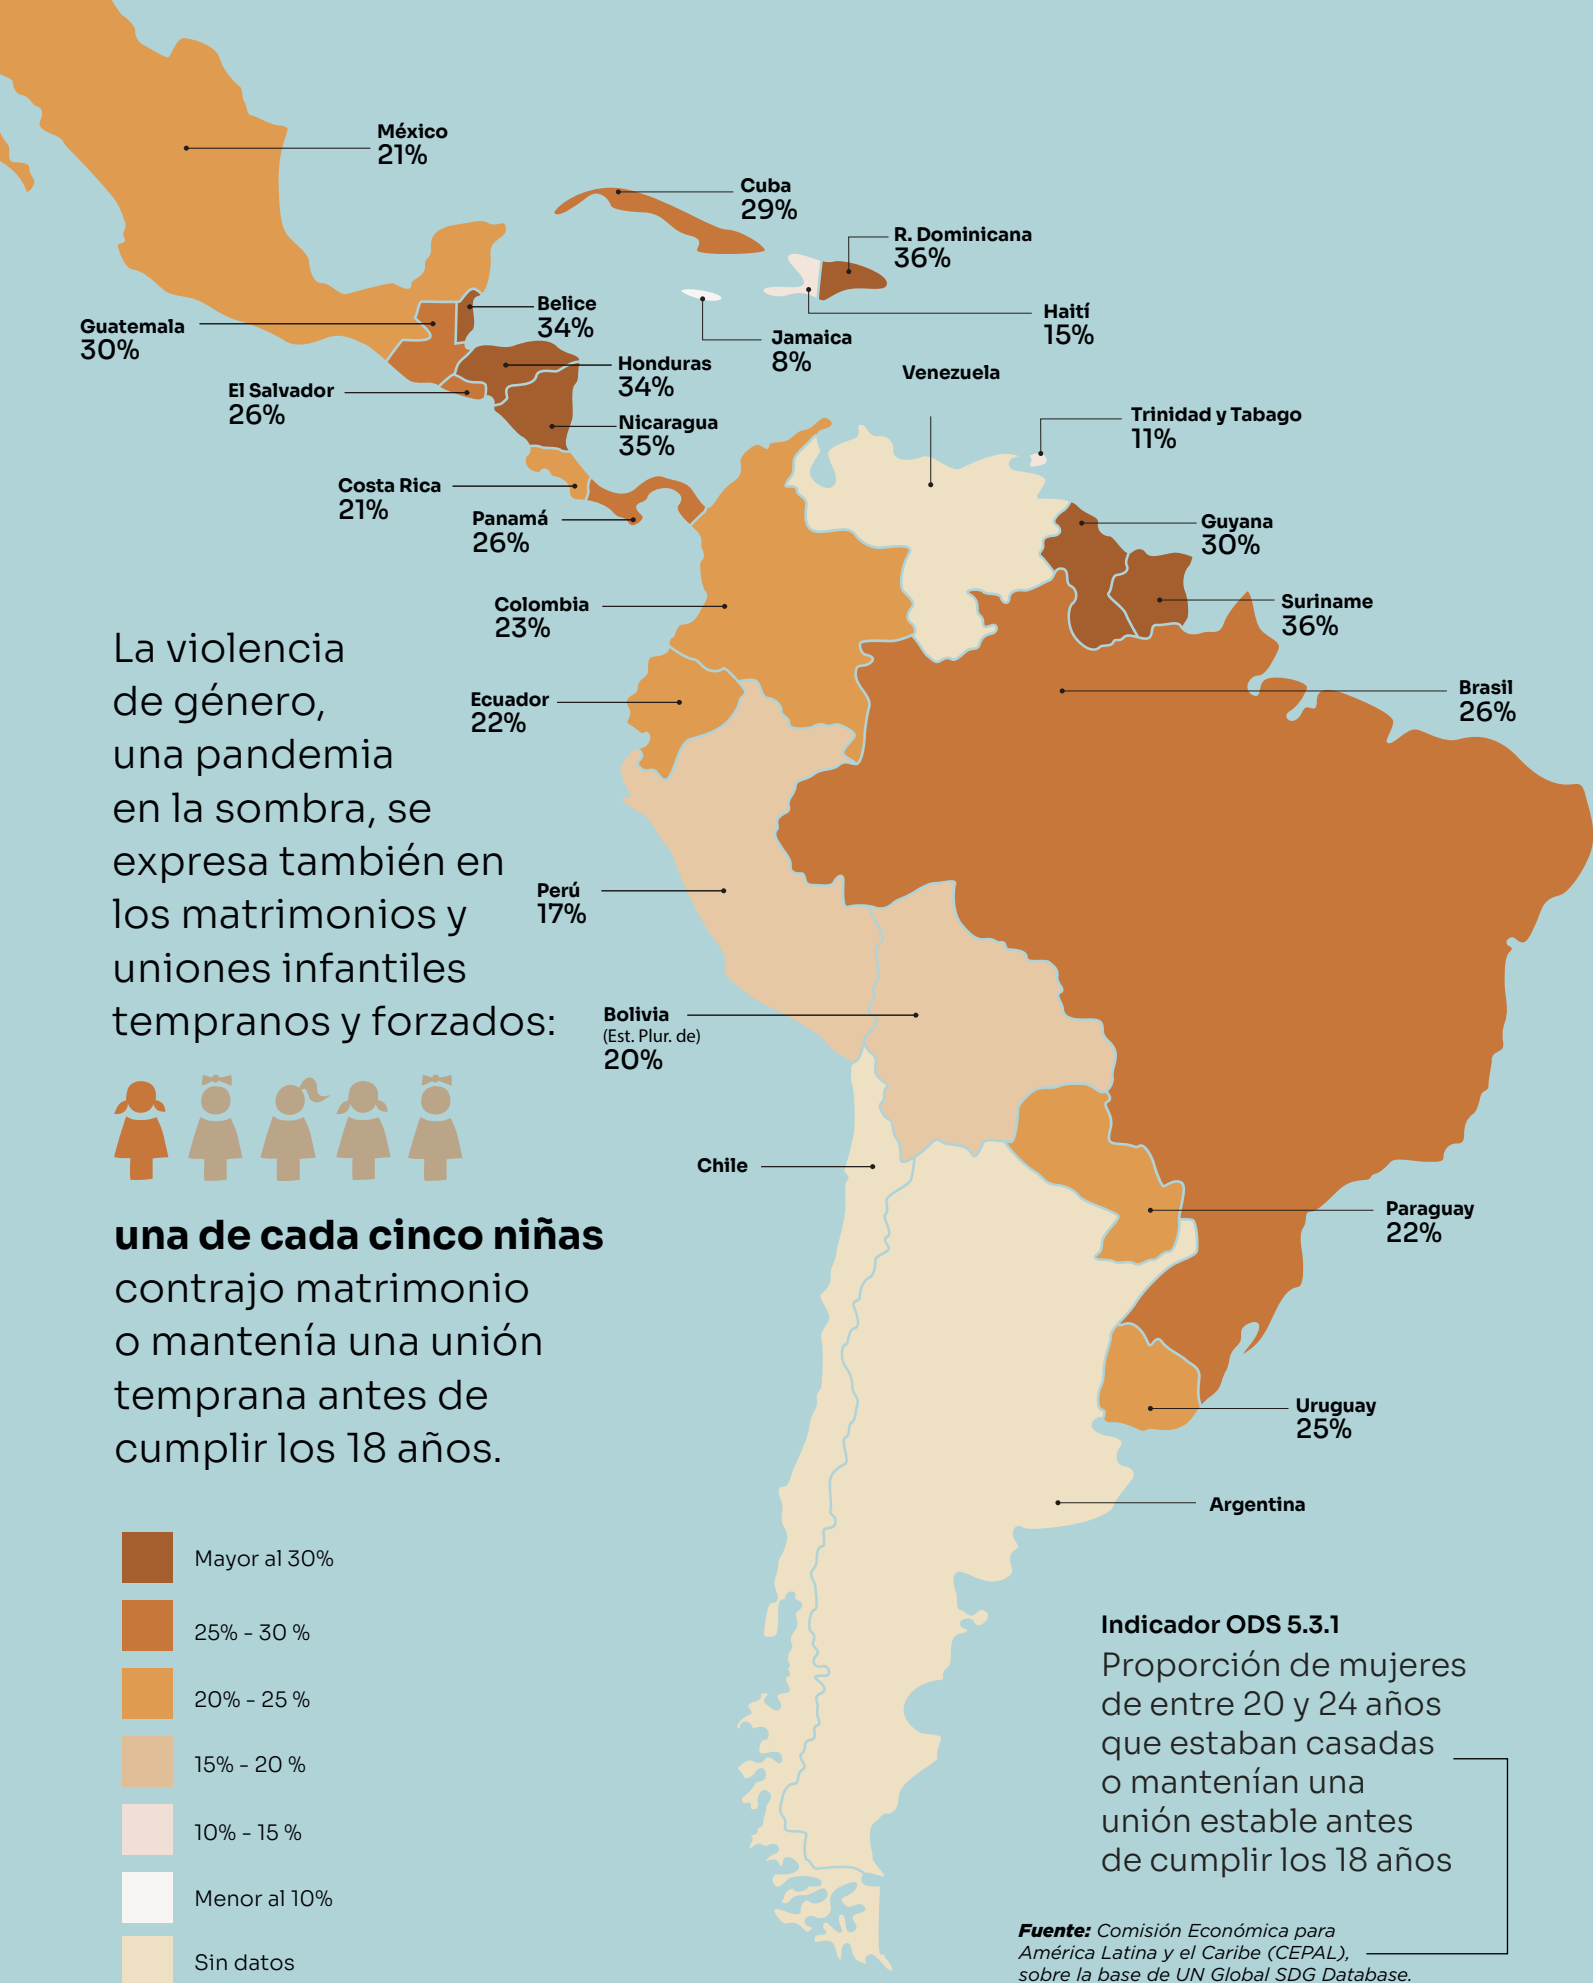 México
21%
Cuba
29%
R. Dominicana
36%
Belice
34%
Haití
15%
Guatemala
30%
Jamaica
8%
Honduras
34%
Venezuela
El Salvador
26%
Nicaragua
35%
Trinidad y Tabago
11%
Costa Rica
21%
Panamá
26%
Guyana
30%
Colombia
23%
Suriname
36%
Ecuador
22%
Brasil
26%
Perú
17%
Bolivia
(Est. Plur. de)
20%
Chile
Paraguay
22%
Uruguay
25%
Argentina
La violencia
de género,
una pandemia
en la sombra, se
expresa también en
los matrimonios y
uniones infantiles
tempranos y forzados:
una de cada cinco niñas
contrajo matrimonio
o mantenía una unión
temprana antes de
cumplir los 18 años.
Mayor al 30%
25% - 30 %
20% - 25 %
15% - 20 %
10% - 15 %
Menor al 10%
Sin datos
Indicador ODS 5.3.1
Proporción de mujeres
de entre 20 y 24 años
que estaban casadas
o mantenían una
unión estable antes
de cumplir los 18 años
Fuente: Comisión Económica para
América Latina y el Caribe (CEPAL),
sobre la base de UN Global SDG Database.